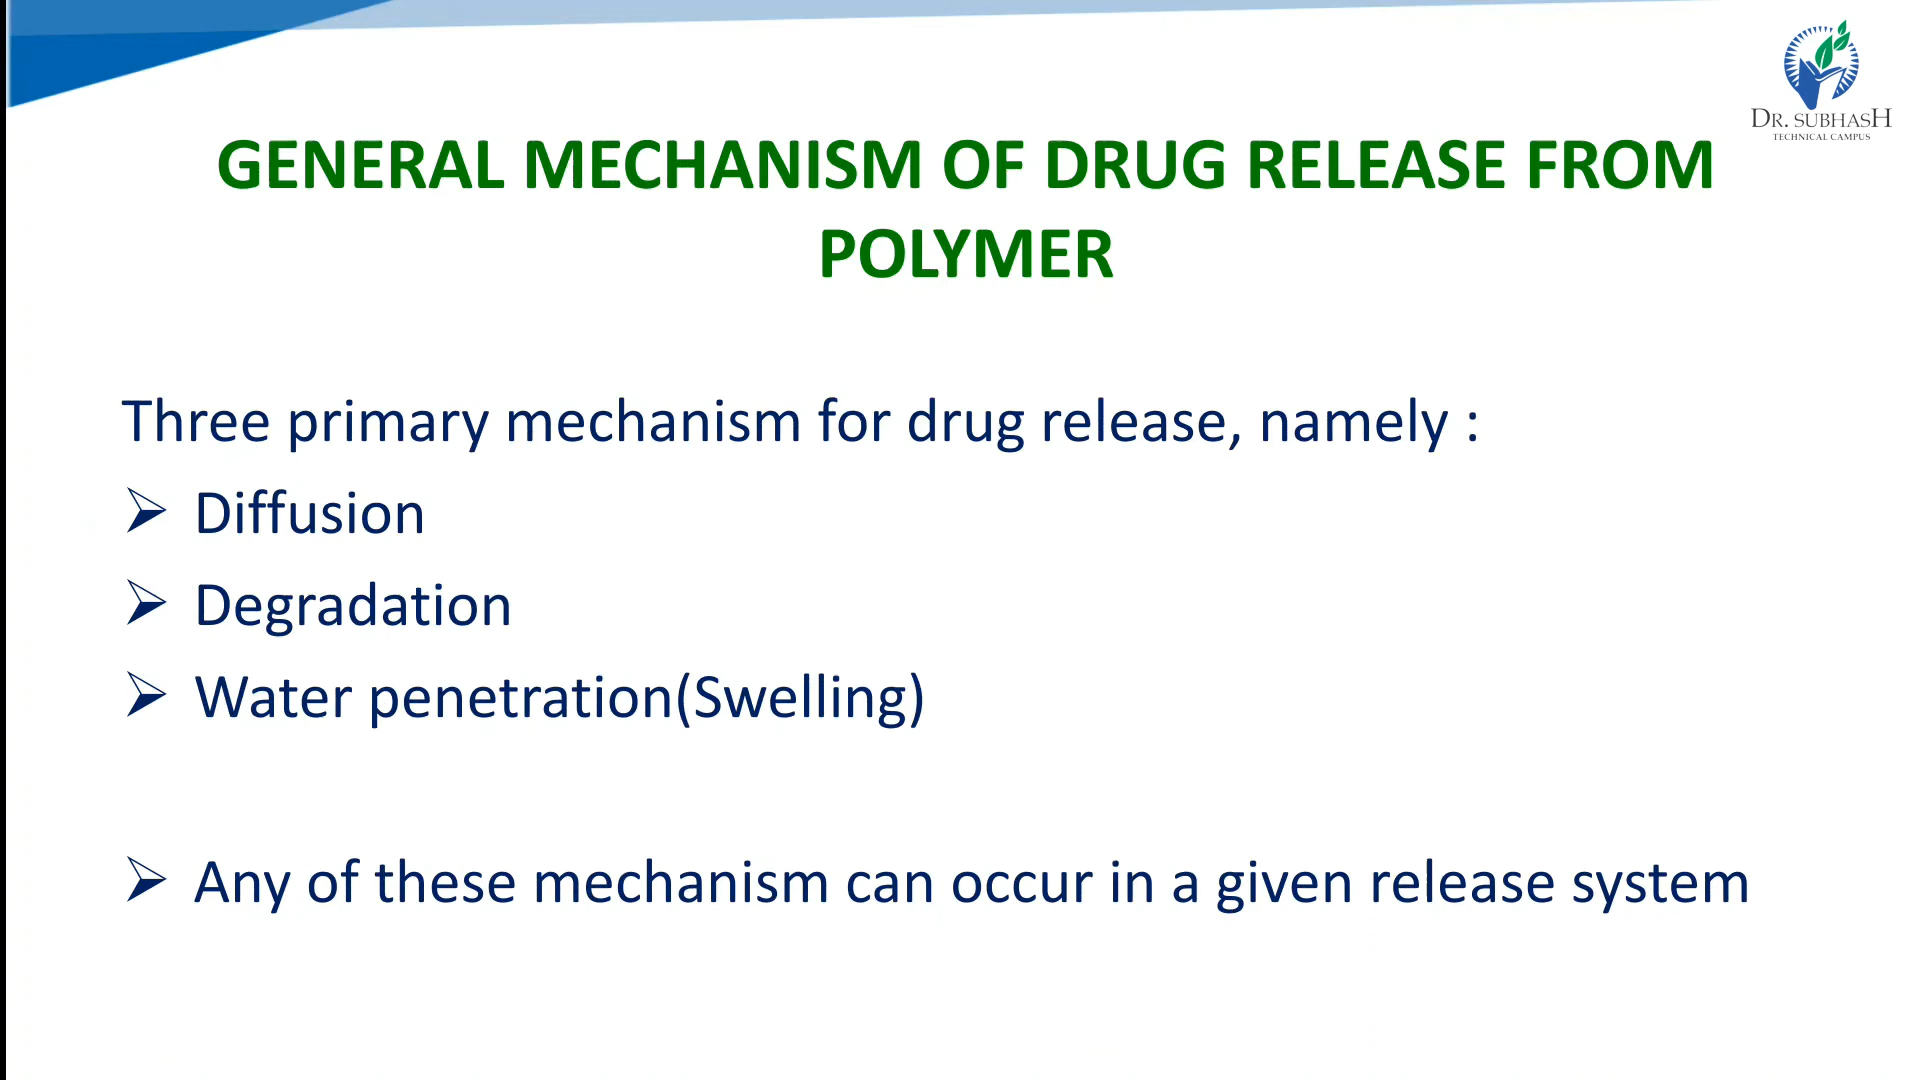 DR. SUBHASH
TECHNICAL CAMPUS
GENERAL MECHANISM OF DRUG RELEASE FROM
POLYMER
Three primary mechanism for drug release, namely :
➢ Diffusion
➢ Degradation
➢ Water penetration(Swelling)
➢ Any of these mechanism can occur in a given release system